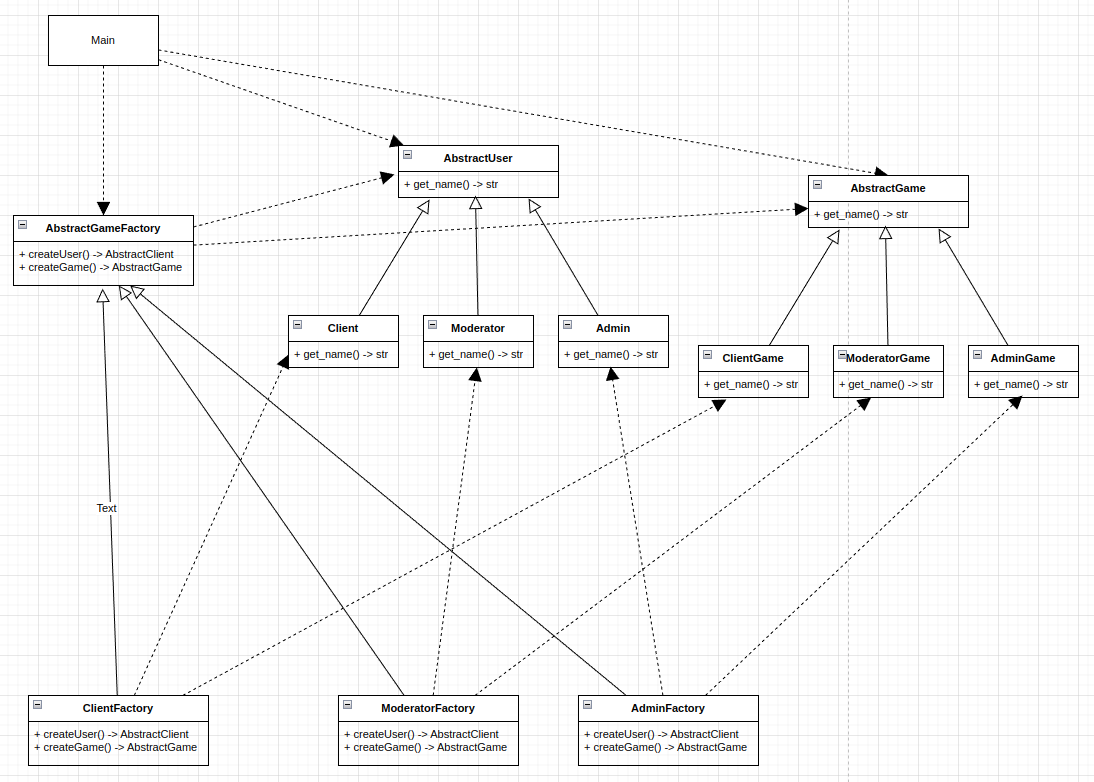 Main
AbstractUser
+ get_name() -> str
AbstractGame
+ get_name() -> str
AbstractGameFactory
+ createUser() -> AbstractClient
+ createGame() -> AbstractGame
Client
+ get_name() -> str
Moderator
+ get_name() -> str
Admin
+ get_name() -> str
ClientGame
+ get_name() -> str
ModeratorGame
+ get_name() -> str
AdminGame
+ get_name() -> str
Text
ClientFactory
+ createUser() -> AbstractClient
+ createGame() -> AbstractGame
ModeratorFactory
+ createUser() -> AbstractClient
+ createGame() -> AbstractGame
AdminFactory
+ createUser() -> AbstractClient
+ createGame() -> AbstractGame